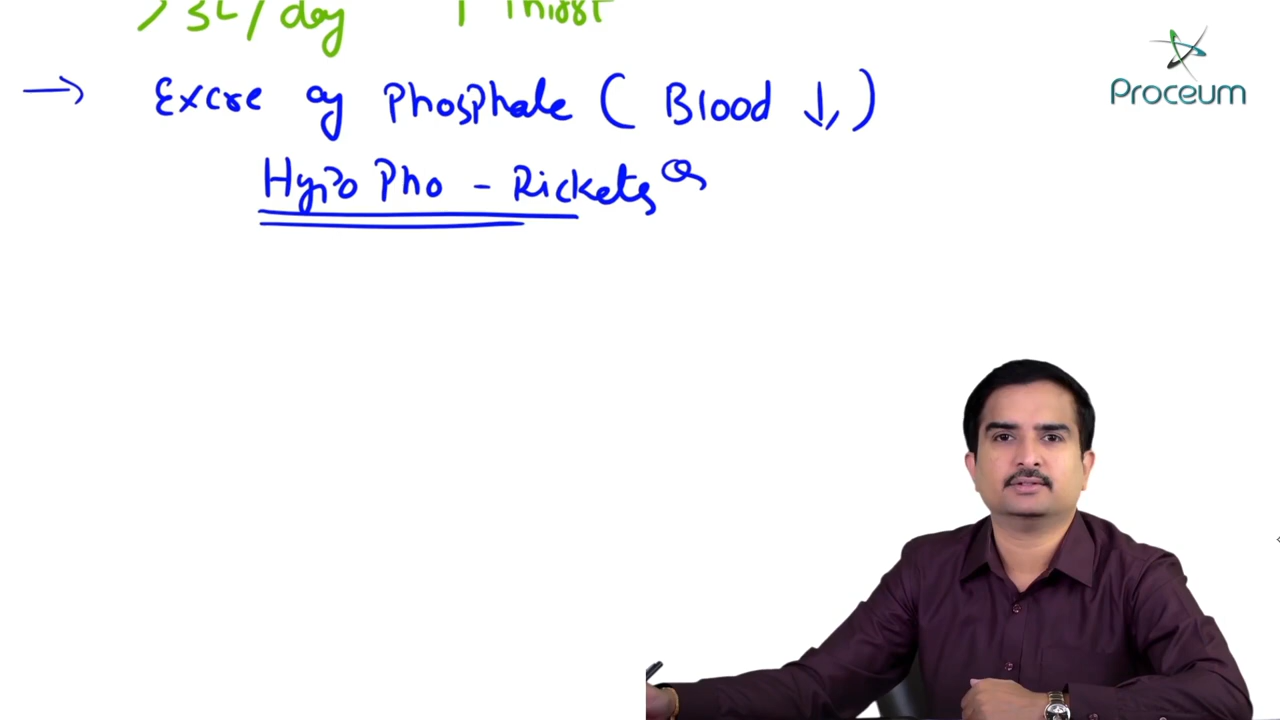 > 3L / day ↑ Thirst
Proceum
→ Excre of Phosphate ( Blood ↓ )
Hypo Pho - Rickets